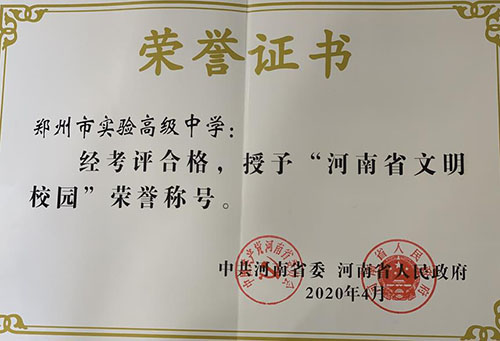 荣誉证书
郑州市实验高级中学：
经考评合格，授予“河南省文明
校园”荣誉称号。
中共河南省委 河南省人民政府
2020年4月